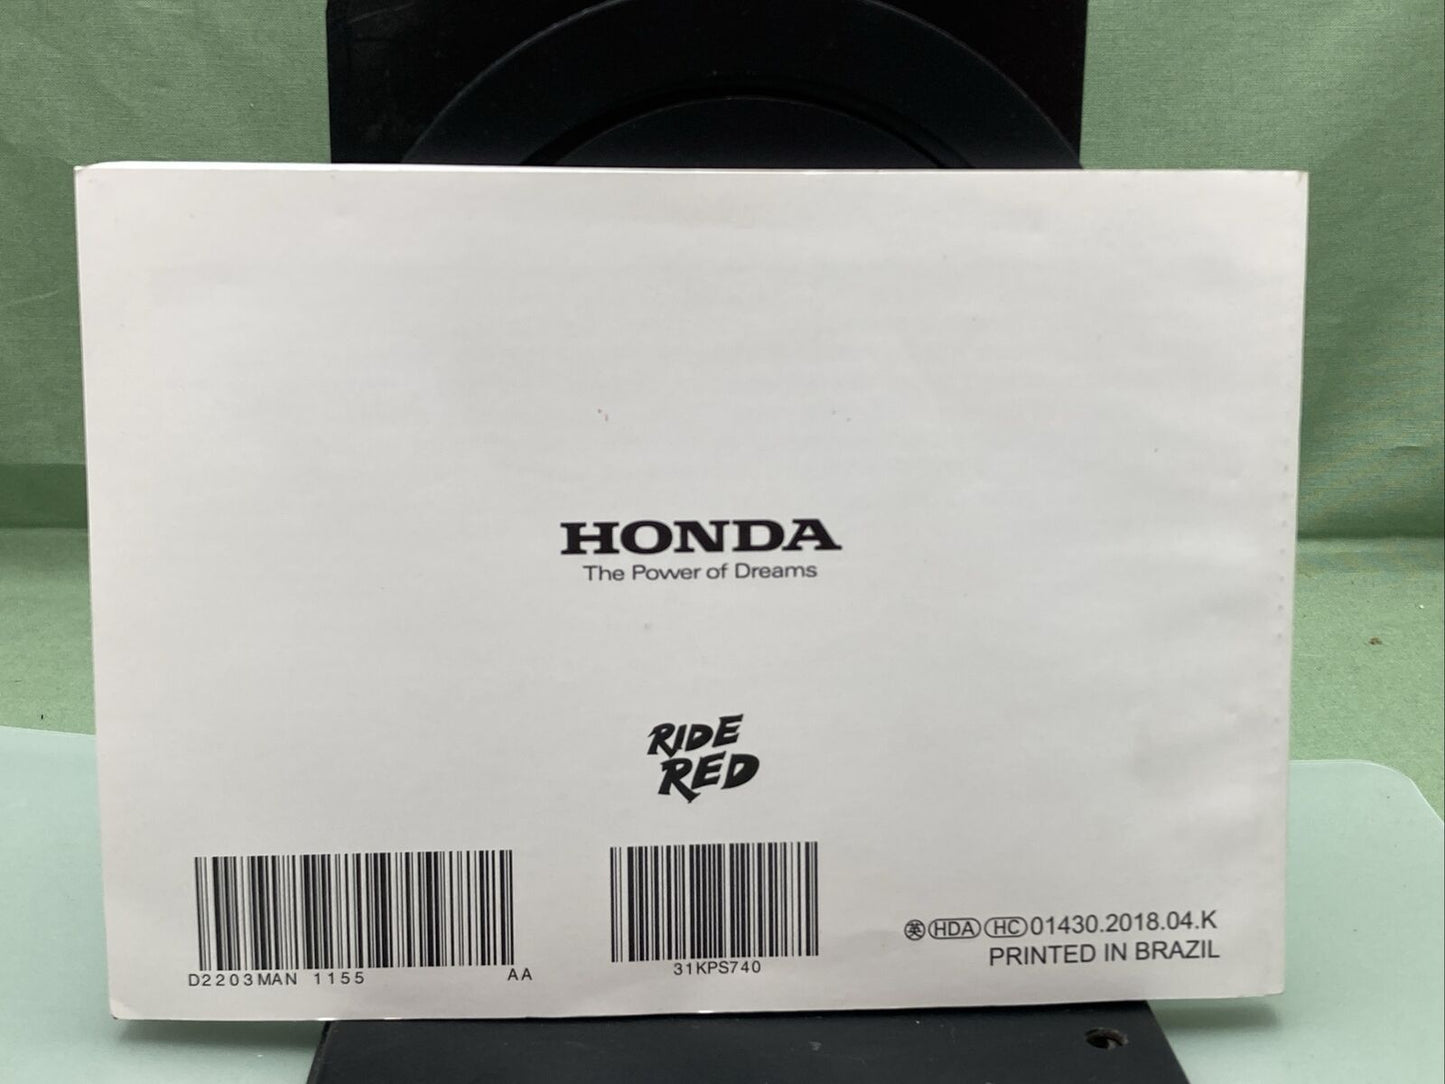 HONDA
The Power of Dreams
RIDE
RED
D2203MAN 1155 AA
31KPS740
英 HDA HC 01430.2018.04.K
PRINTED IN BRAZIL